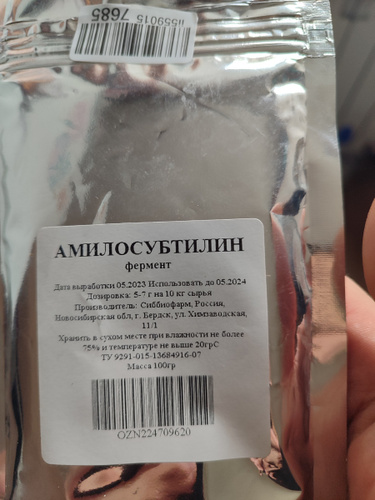 0559015 7685
АМИЛОСУБТИЛИН
фермент
Дата выработки 05.2023 Использовать до 05.2024
Дозировка: 5-7 г на 10 кг сырья
Производитель: Сиббиофарм, Россия,
Новосибирская обл, г. Бердск, ул. Химзаводская,
11/1
Хранить в сухом месте при влажности не более
75% и температуре не выше 20грС
ТУ 9291-015-13684916-07
Масса 100гр
OZN224709620